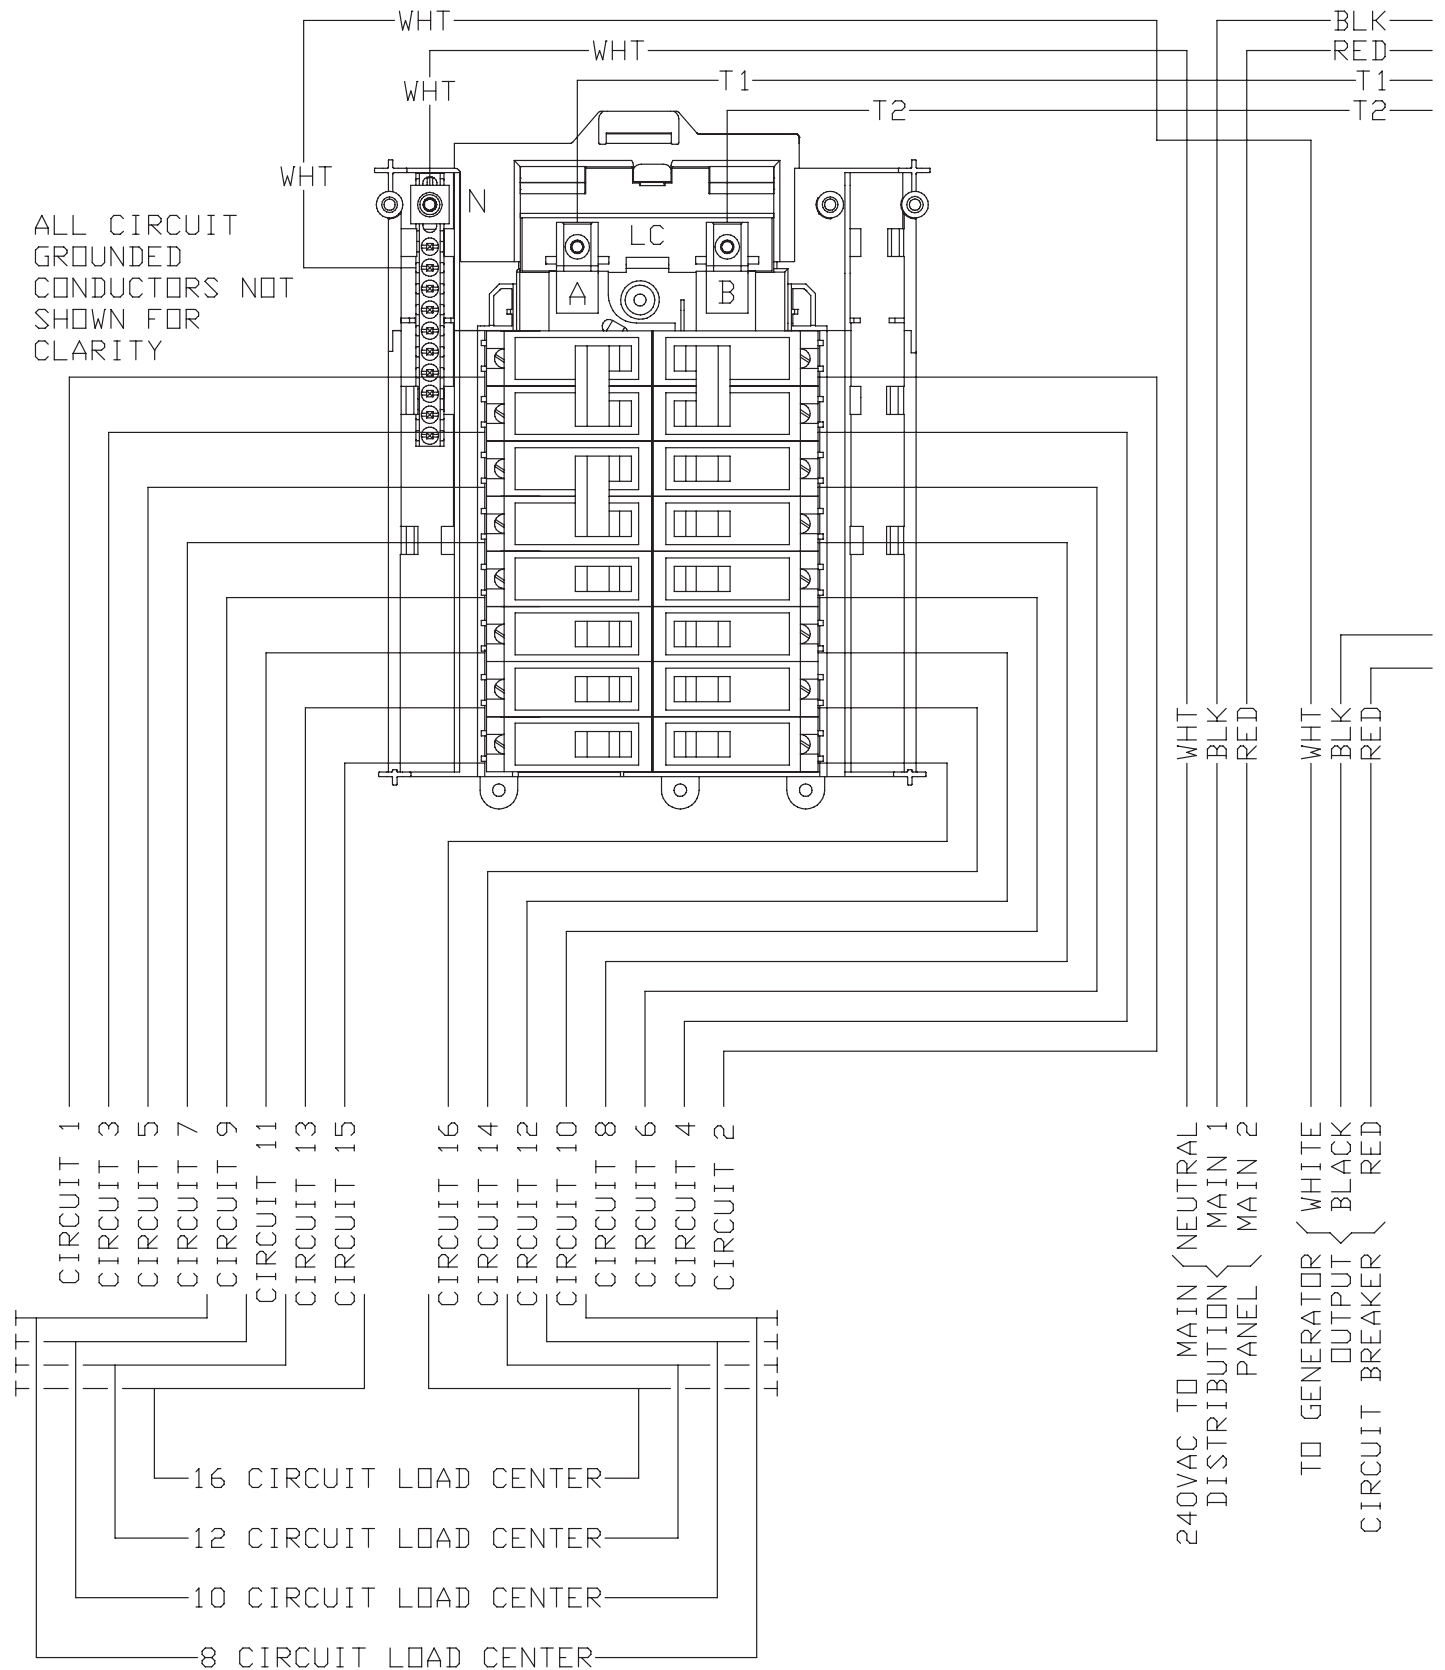 WHT
BLK
WHT
RED
WHT
T1
T1
T2
T2
WHT
N
ALL CIRCUIT
GROUNDED
CONDUCTORS NOT
SHOWN FOR
CLARITY
LC
A
B
WHT
BLK
RED
WHT
BLK
RED
CIRCUIT 1
CIRCUIT 3
CIRCUIT 5
CIRCUIT 7
CIRCUIT 9
CIRCUIT 11
CIRCUIT 13
CIRCUIT 15
CIRCUIT 16
CIRCUIT 14
CIRCUIT 12
CIRCUIT 10
CIRCUIT 8
CIRCUIT 6
CIRCUIT 4
CIRCUIT 2
NEUTRAL
MAIN 1
MAIN 2
240VAC TO MAIN
DISTRIBUTION
PANEL
WHITE
BLACK
RED
TO GENERATOR
OUTPUT
CIRCUIT BREAKER
16 CIRCUIT LOAD CENTER
12 CIRCUIT LOAD CENTER
10 CIRCUIT LOAD CENTER
8 CIRCUIT LOAD CENTER